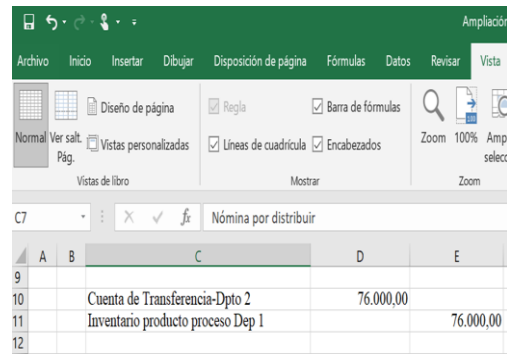 Ampliación
Archivo Inicio Insertar Dibujar Disposición de página Fórmulas Datos Revisar Vista
Normal Ver salt. Pág. Diseño de página Vistas personalizadas
Regla Barra de fórmulas
Líneas de cuadrícula Encabezados
Zoom 100% Amp selecc
Vistas de libro Mostrar Zoom
C7 fx Nómina por distribuir
A B C D E
9
10 Cuenta de Transferencia-Dpto 2 76.000,00
11 Inventario producto proceso Dep 1 76.000,00
12